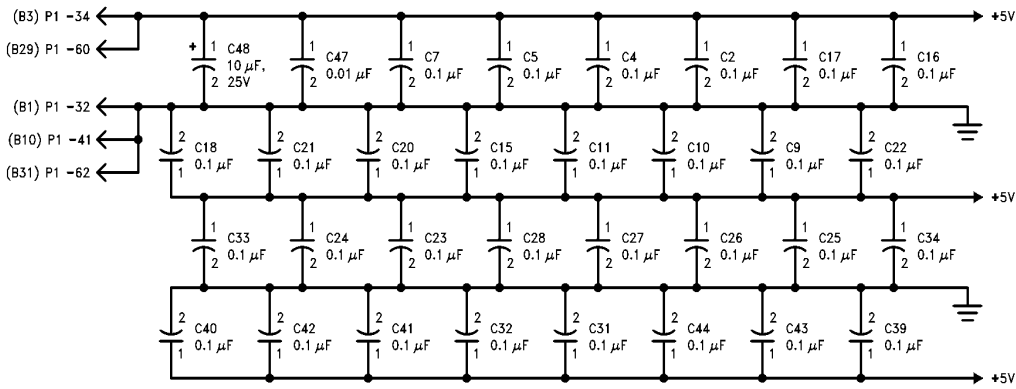 (B3) P1 -34
+5V
(B29) P1 -60
+ 1 C48
10 μF,
2 25V
1 C47
2 0.01 μF
1 C7
2 0.1 μF
1 C5
2 0.1 μF
1 C4
2 0.1 μF
1 C2
2 0.1 μF
1 C17
2 0.1 μF
1 C16
2 0.1 μF
(B1) P1 -32
(B10) P1 -41
(B31) P1 -62
2 C18
1 0.1 μF
2 C21
1 0.1 μF
2 C20
1 0.1 μF
2 C15
1 0.1 μF
2 C11
1 0.1 μF
2 C10
1 0.1 μF
2 C9
1 0.1 μF
2 C22
1 0.1 μF
+5V
1 C33
2 0.1 μF
1 C24
2 0.1 μF
1 C23
2 0.1 μF
1 C28
2 0.1 μF
1 C27
2 0.1 μF
1 C26
2 0.1 μF
1 C25
2 0.1 μF
1 C34
2 0.1 μF
2 C40
1 0.1 μF
2 C42
1 0.1 μF
2 C41
1 0.1 μF
2 C32
1 0.1 μF
2 C31
1 0.1 μF
2 C44
1 0.1 μF
2 C43
1 0.1 μF
2 C39
1 0.1 μF
+5V